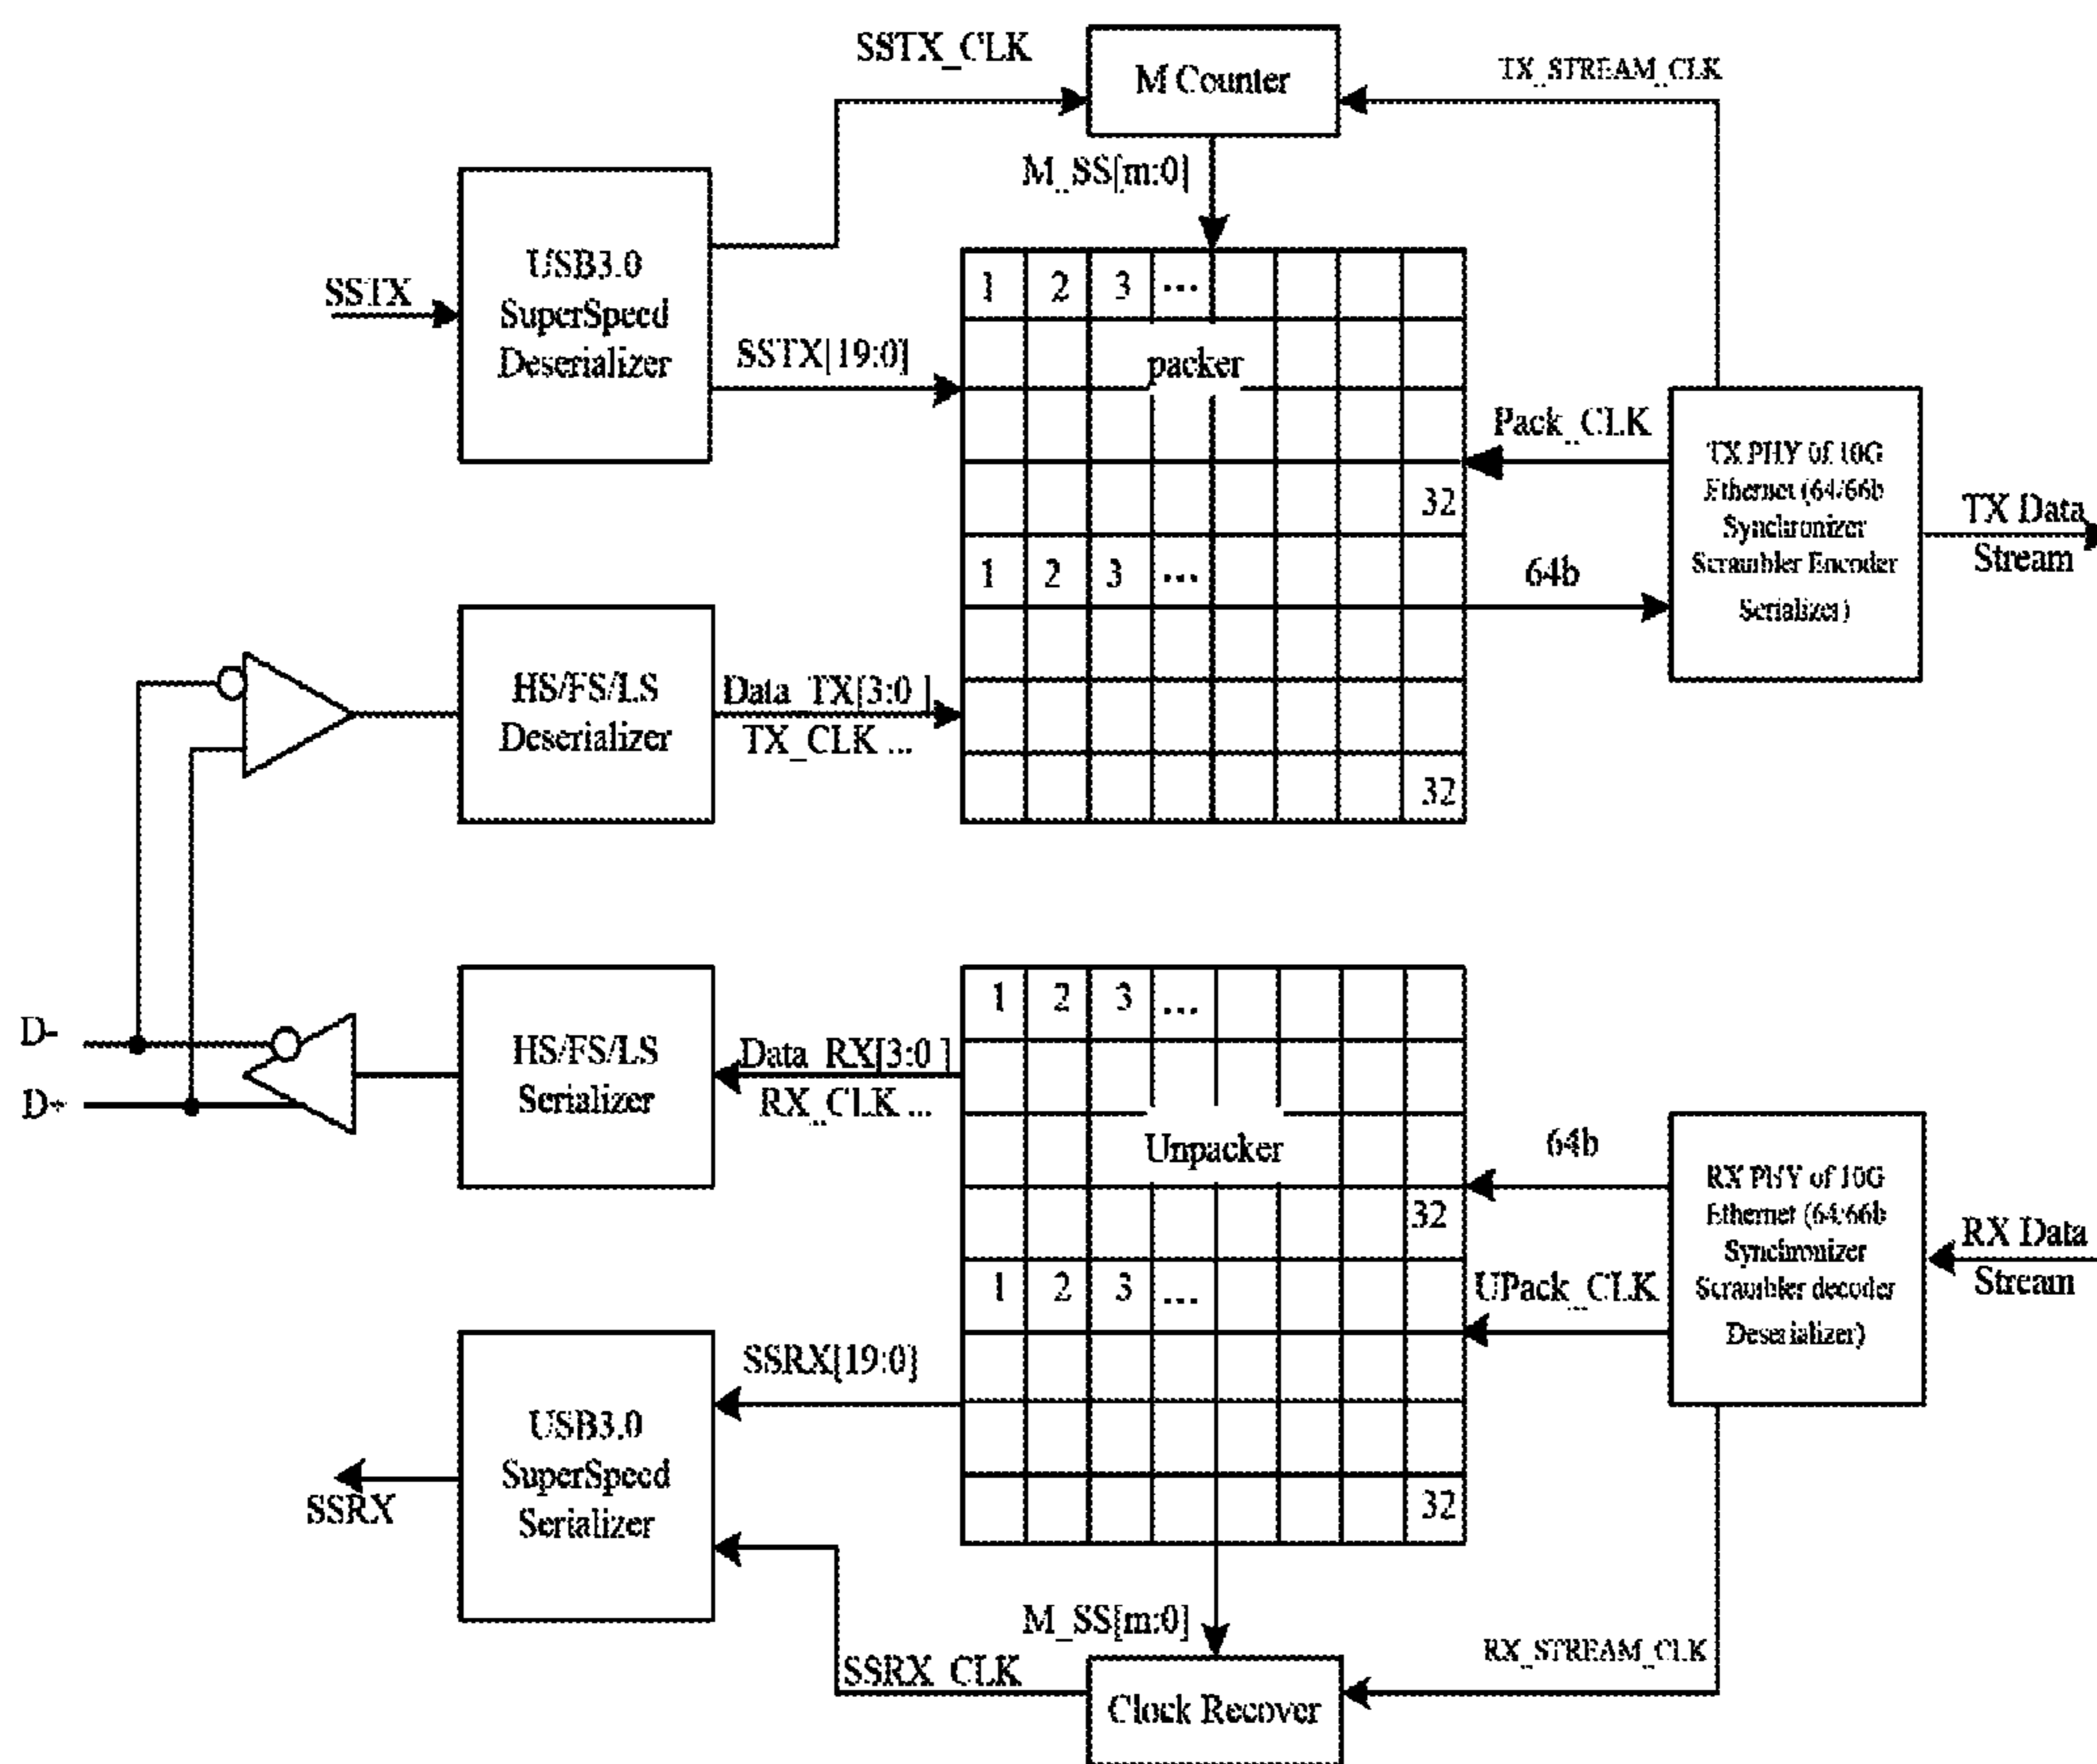 SSTX_CLK
M Counter
TX_STREAM_CLK
M_SS[m:0]
USB3.0
SuperSpeed
Deserializer
SSTX
SSTX[19:0]
1 2 3 ...
packer
32
1 2 3 ...
32
Pack_CLK
64b
TX PHY 0f 10G
Ethernet (64/66b
Synchronizer
Scrambler Encoder
Serializer)
TX Data
Stream
HS/FS/LS
Deserializer
Data_TX[3:0 ]
TX_CLK ...
D-
D+
HS/FS/LS
Serializer
Data_RX[3:0 ]
RX_CLK ...
1 2 3 ...
Unpacker
32
1 2 3 ...
32
64b
UPack_CLK
RX PHY of 10G
Ethernet (64/66b
Synchronizer
Scrambler decoder
Deserializer)
RX Data
Stream
USB3.0
SuperSpeed
Serializer
SSRX[19:0]
SSRX
M_SS[m:0]
SSRX_CLK
Clock Recover
RX_STREAM_CLK